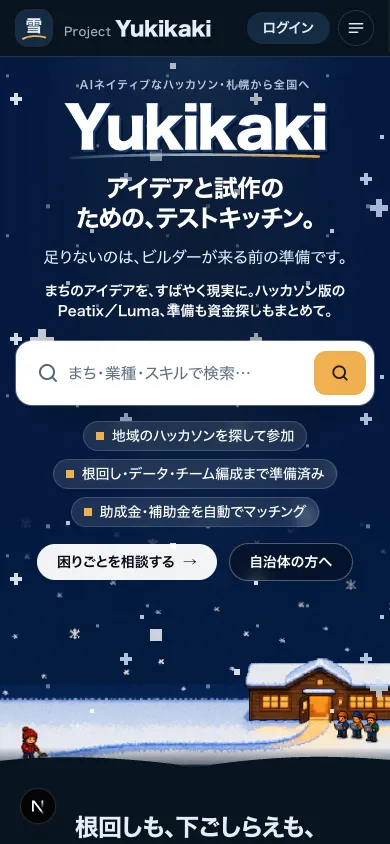 雪 Project Yukikaki ログイン
AIネイティブなハッカソン・札幌から全国へ
Yukikaki
アイデアと試作の
ための、テストキッチン。
足りないのは、ビルダーが来る前の準備です。
まちのアイデアを、すばやく現実に。ハッカソン版の
Peatix／Luma、準備も資金探しもまとめて。
まち・業種・スキルで検索…
地域のハッカソンを探して参加
根回し・データ・チーム編成まで準備済み
助成金・補助金を自動でマッチング
困りごとを相談する →
自治体の方へ
N
根回しも、下ごしらえも、